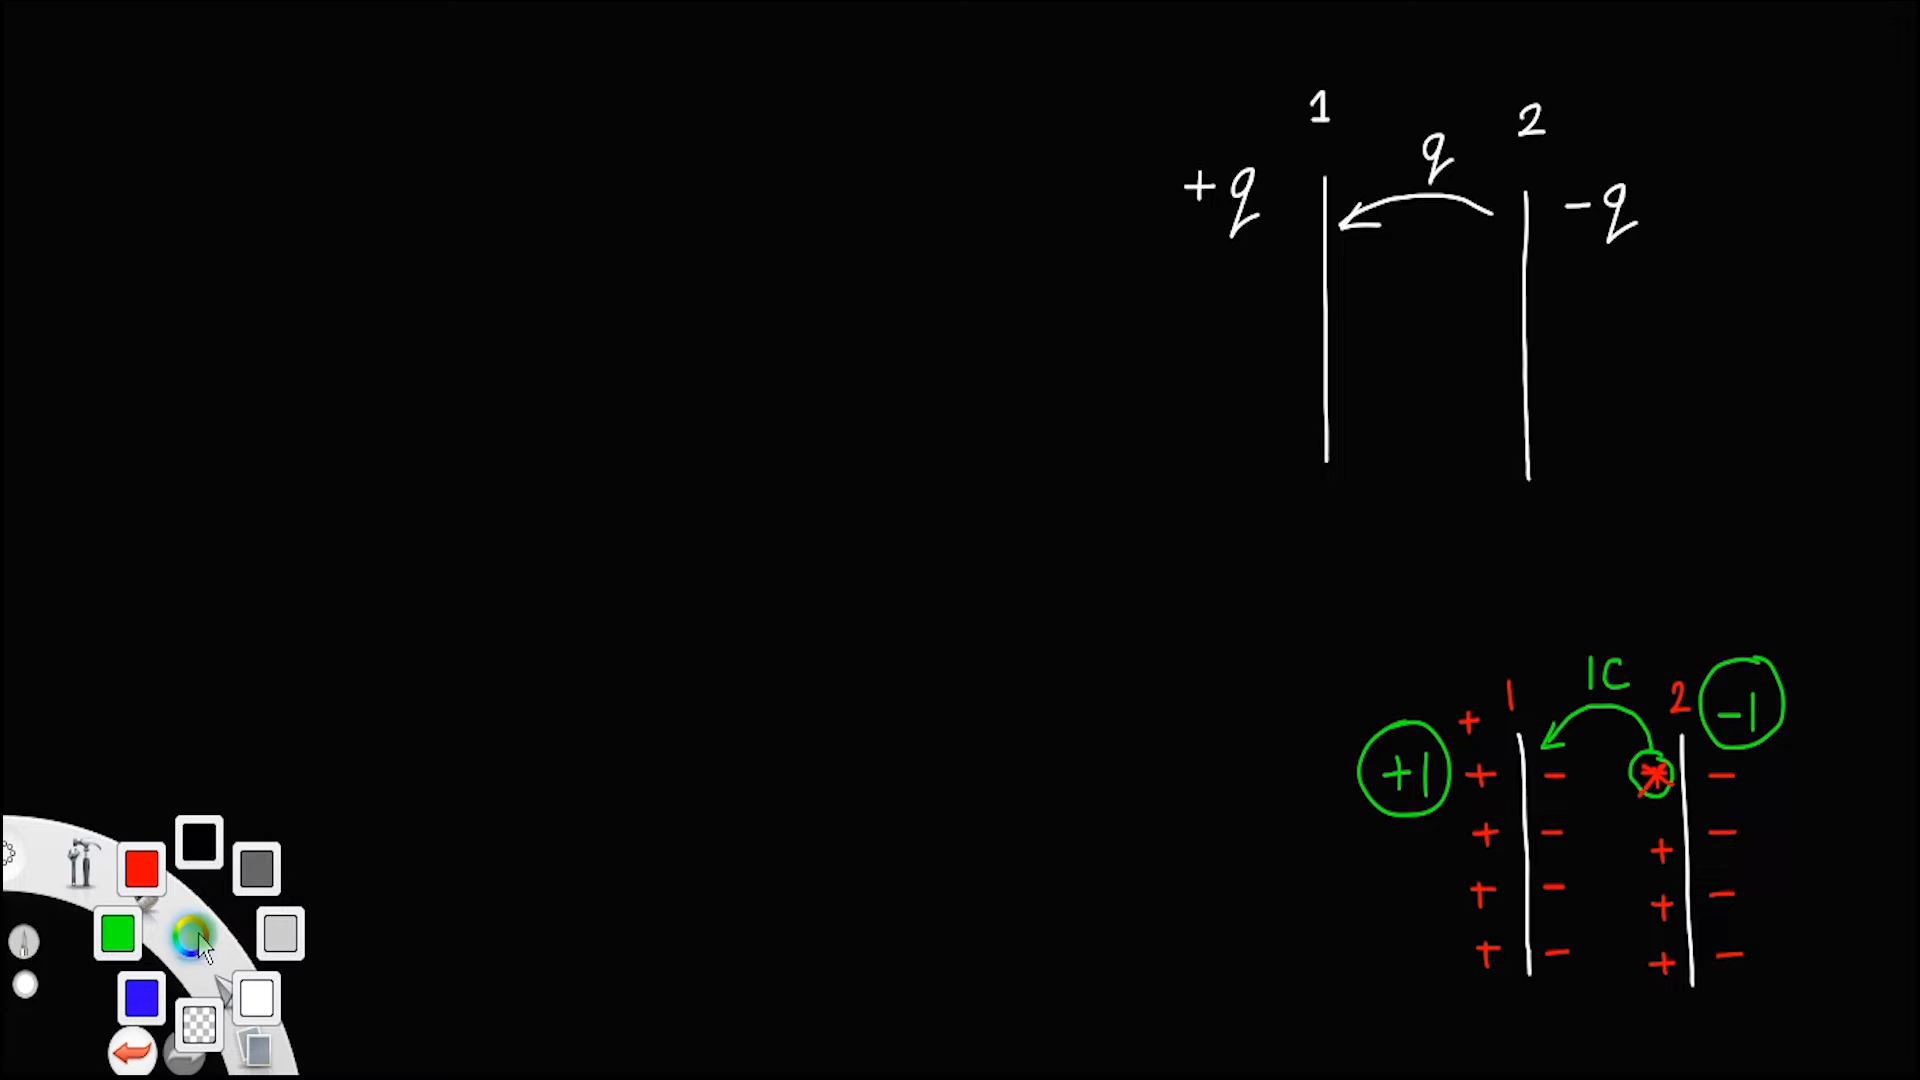 1 2
q
+q -q
1C
1 2 -1
+
+1 + - * -
+ - + -
+ - + -
+ - + -